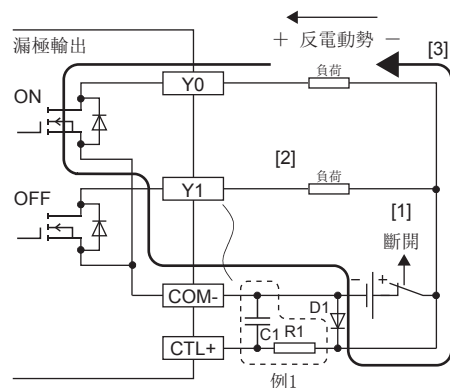 漏極輸出
+ 反電動勢 −
[3]
Y0
負荷
ON
[2]
Y1
負荷
OFF
[1]
斷開
− +
COM-
D1
C1
R1
CTL+
例1